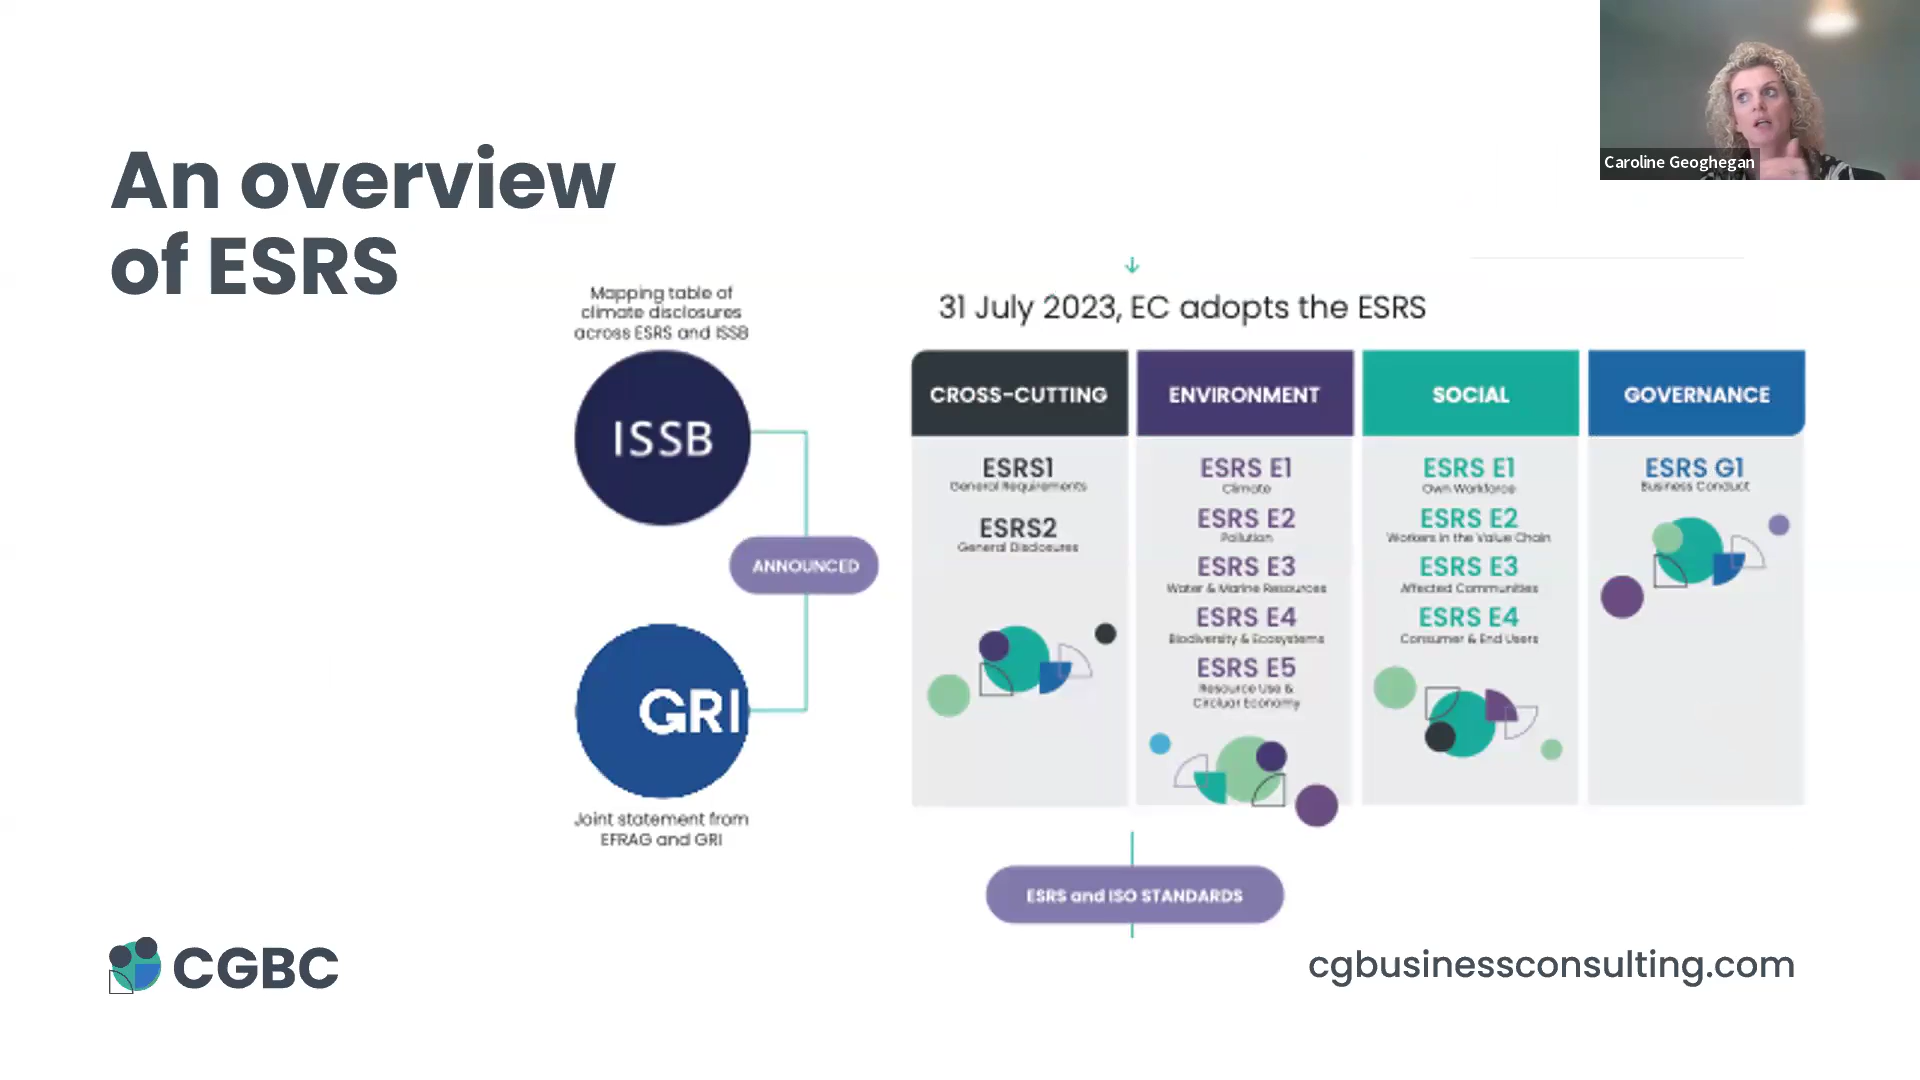 Caroline Geoghegan
An overview
of ESRS
Mapping table of
climate disclosures
across ESRS and ISSB
ISSB
ANNOUNCED
GRI
Joint statement from
EFRAG and GRI
31 July 2023, EC adopts the ESRS
CROSS-CUTTING
ESRS1
General Requirements
ESRS2
General Disclosures
ENVIRONMENT
ESRS E1
Climate
ESRS E2
Pollution
ESRS E3
Water & Marine Resources
ESRS E4
Biodiversity & Ecosystems
ESRS E5
Resource Use &
Circluar Economy
SOCIAL
ESRS E1
Own Workforce
ESRS E2
Workers in the Value Chain
ESRS E3
Affected Communities
ESRS E4
Consumer & End Users
GOVERNANCE
ESRS G1
Business Conduct
ESRS and ISO STANDARDS
CGBC
cgbusinessconsulting.com